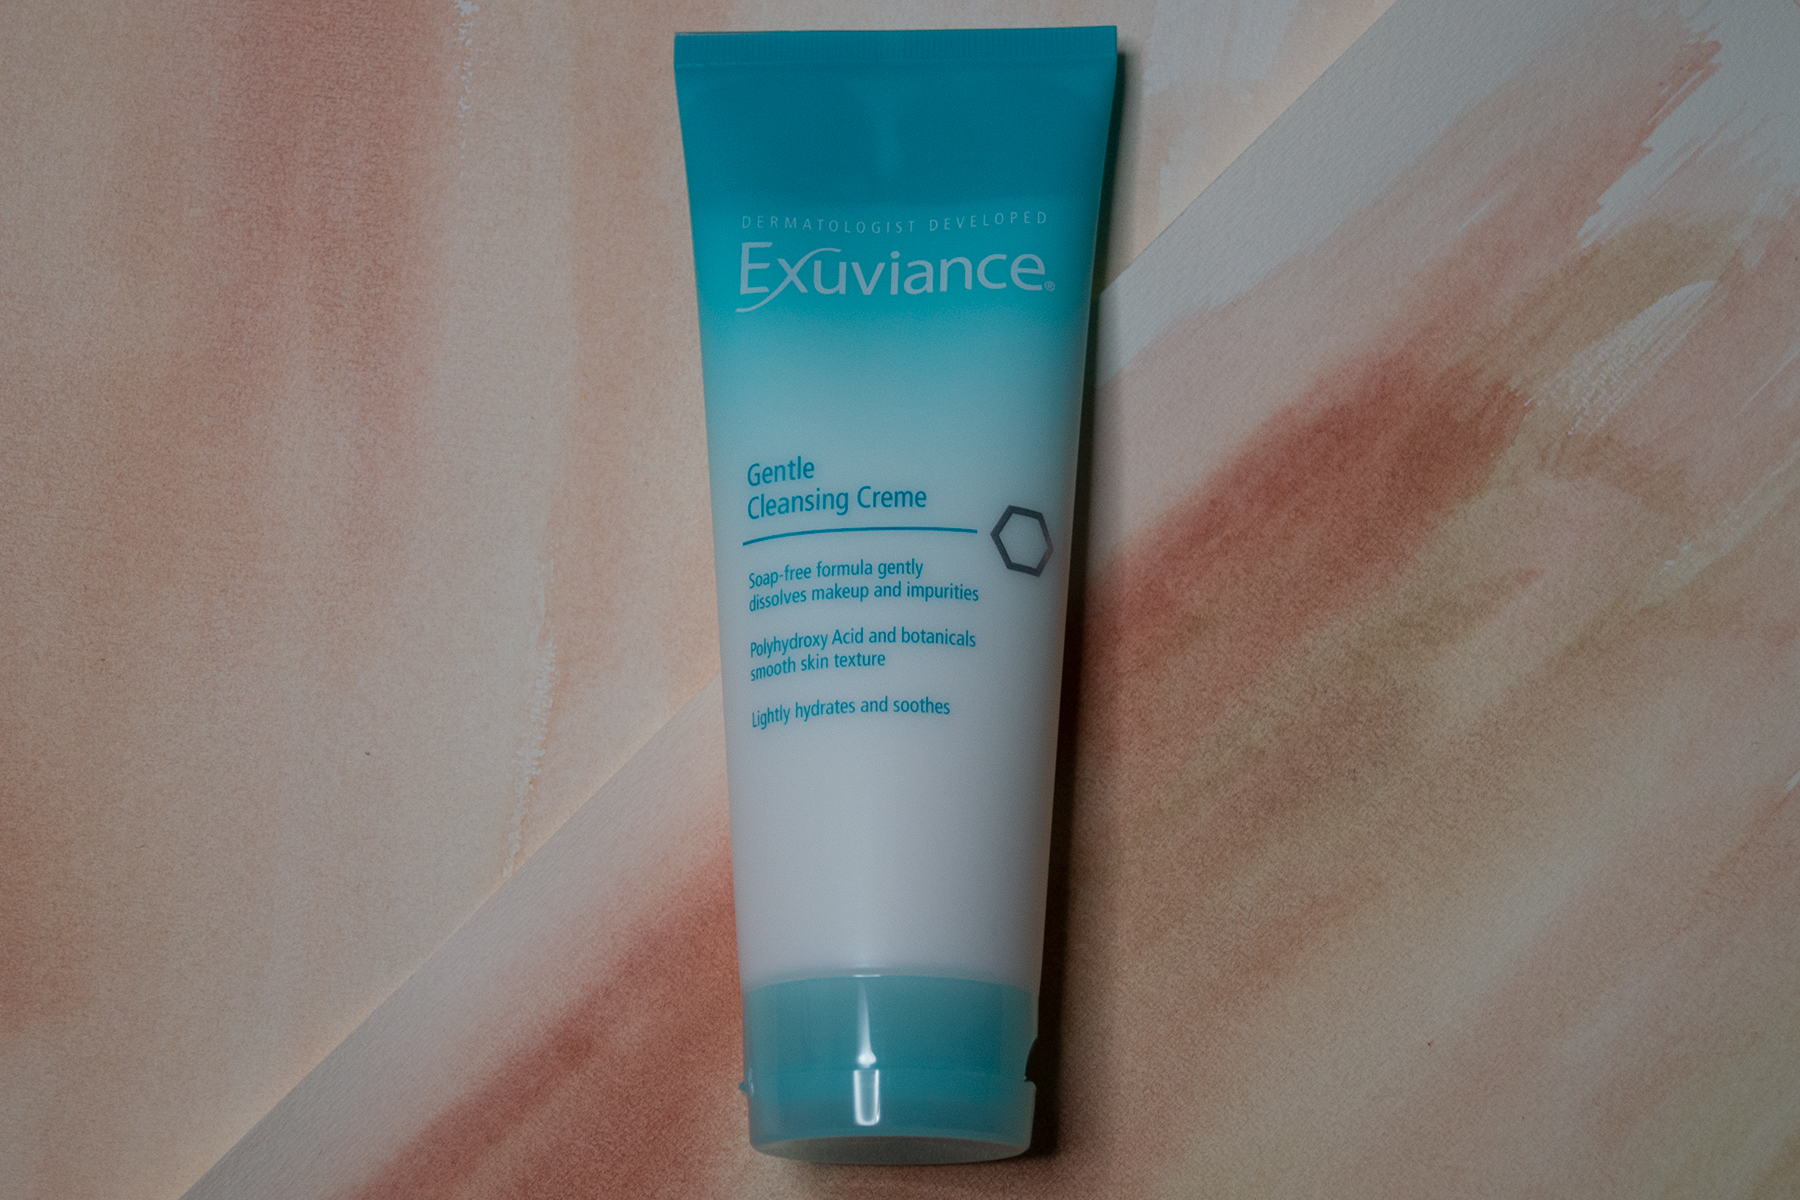 DERMATOLOGIST DEVELOPED
Exuviance®
Gentle
Cleansing Creme
Soap-free formula gently
dissolves makeup and impurities
Polyhydroxy Acid and botanicals
smooth skin texture
Lightly hydrates and soothes